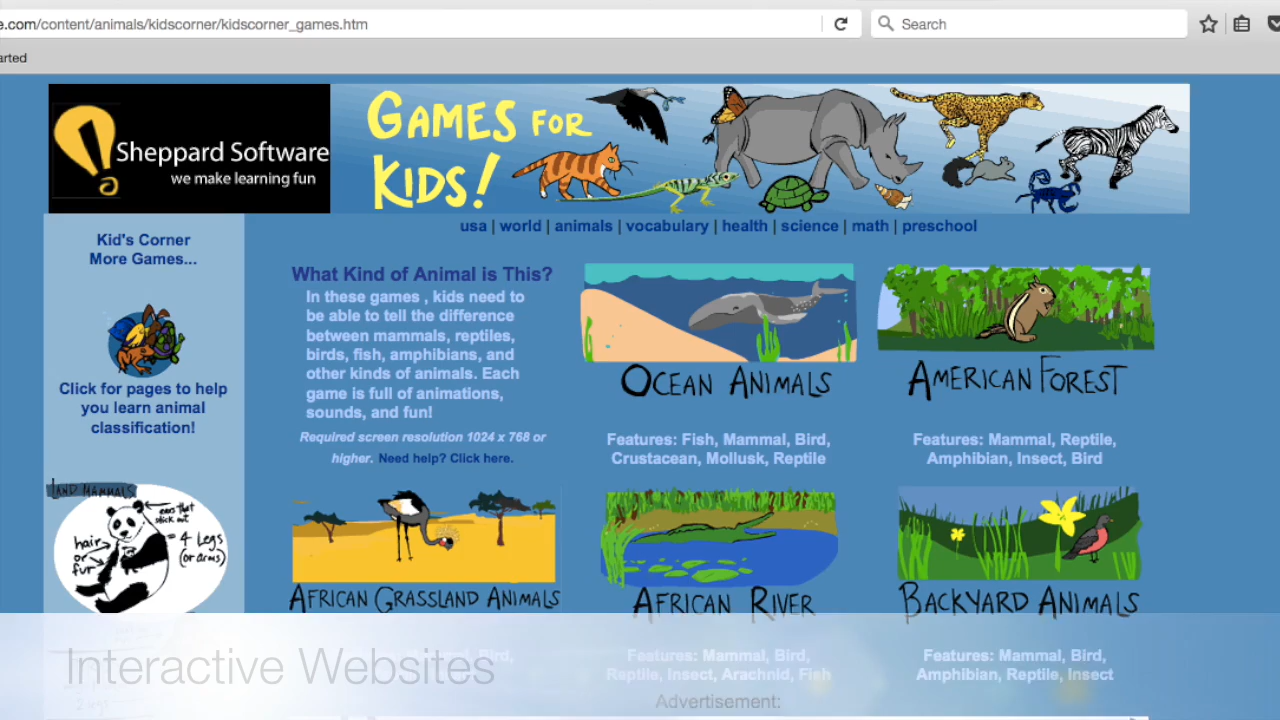 e.com/content/animals/kidscorner/kidscorner_games.htm
Search
arted
Sheppard Software
we make learning fun
GAMES FOR
KIDS!
usa | world | animals | vocabulary | health | science | math | preschool
Kid's Corner
More Games...
Click for pages to help
you learn animal
classification!
LAND MAMMALS
ears that
stick out
hair
or
fur
= 4 Legs
(or arms)
What Kind of Animal is This?
In these games , kids need to
be able to tell the difference
between mammals, reptiles,
birds, fish, amphibians, and
other kinds of animals. Each
game is full of animations,
sounds, and fun!
Required screen resolution 1024 x 768 or
higher. Need help? Click here.
OCEAN ANIMALS
Features: Fish, Mammal, Bird,
Crustacean, Mollusk, Reptile
AMERICAN FOREST
Features: Mammal, Reptile,
Amphibian, Insect, Bird
AFRICAN GRASSLAND ANIMALS
Bird,
AFRICAN RIVER
Features: Mammal, Bird,
Reptile, Insect, Arachnid, Fish
BACKYARD ANIMALS
Features: Mammal, Bird,
Amphibian, Reptile, Insect
Interactive Websites
Advertisement: